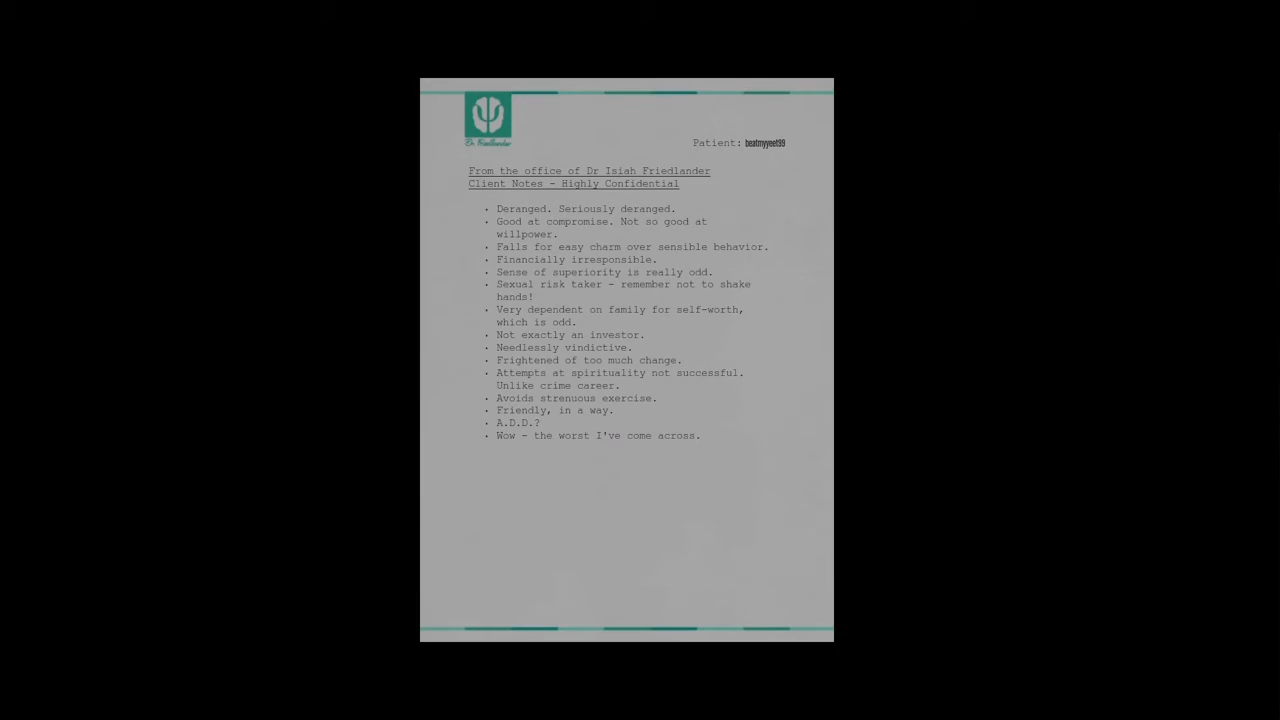 Dr Friedlander
Patient: beatmyyeet99
From the office of Dr Isiah Friedlander
Client Notes - Highly Confidential
• Deranged. Seriously deranged.
• Good at compromise. Not so good at
willpower.
• Falls for easy charm over sensible behavior.
• Financially irresponsible.
• Sense of superiority is really odd.
• Sexual risk taker - remember not to shake
hands!
• Very dependent on family for self-worth,
which is odd.
• Not exactly an investor.
• Needlessly vindictive.
• Frightened of too much change.
• Attempts at spirituality not successful.
Unlike crime career.
• Avoids strenuous exercise.
• Friendly, in a way.
• A.D.D.?
• Wow - the worst I've come across.